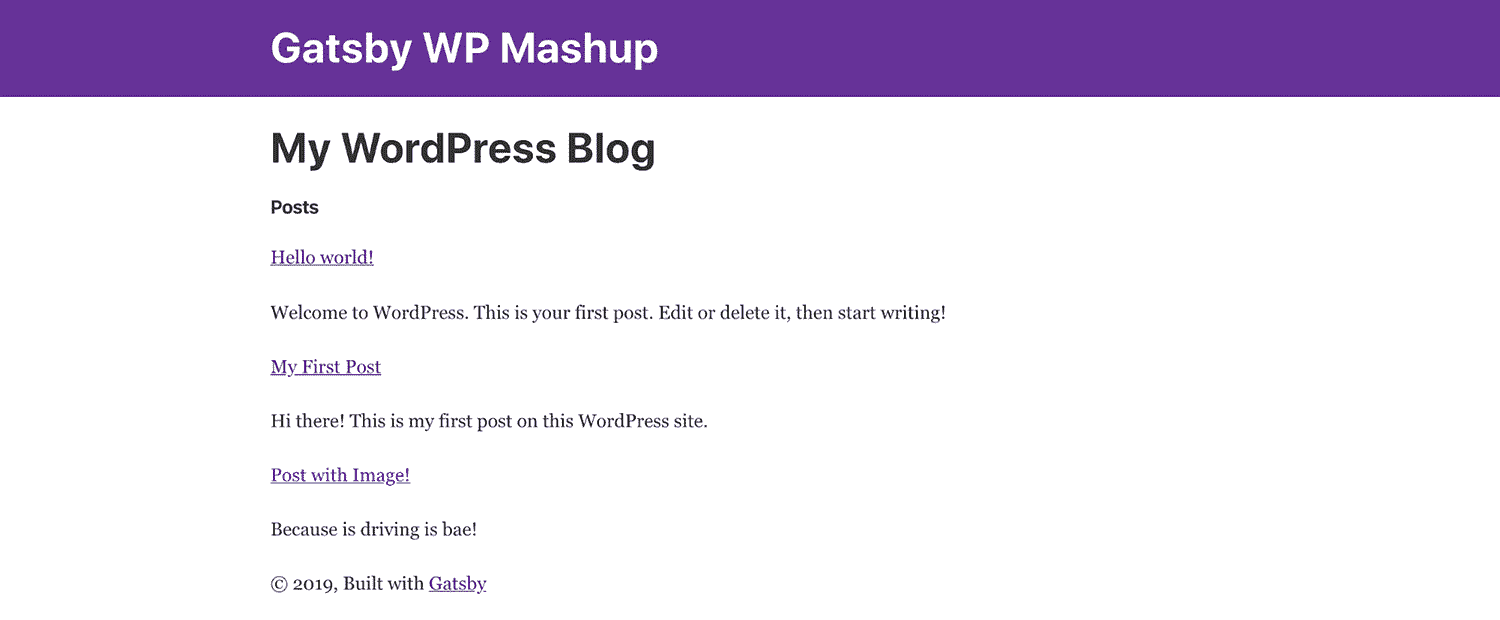 Gatsby WP Mashup
My WordPress Blog
Posts
Hello world!
Welcome to WordPress. This is your first post. Edit or delete it, then start writing!
My First Post
Hi there! This is my first post on this WordPress site.
Post with Image!
Because is driving is bae!
© 2019, Built with Gatsby